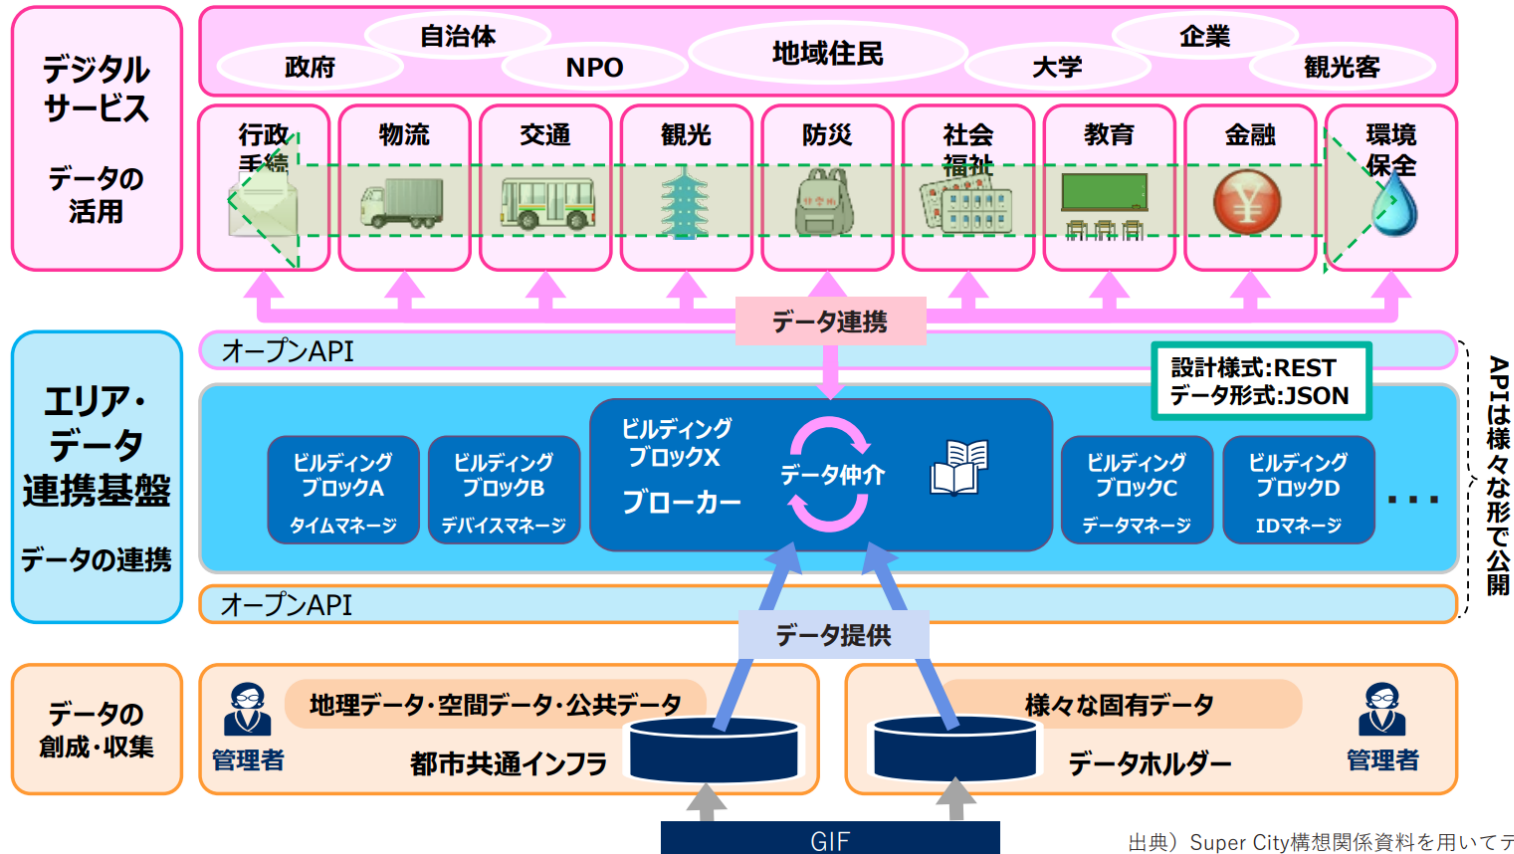 デジタル
サービス
データの
活用
自治体
企業
政府
NPO
地域住民
大学
観光客
行政
手続
物流
交通
観光
防災
社会
福祉
教育
金融
環境
保全
データ連携
オープンAPI
設計様式:REST
データ形式:JSON
エリア・
データ
連携基盤
データの連携
ビルディング
ブロックA
タイムマネージ
ビルディング
ブロックB
デバイスマネージ
ビルディング
ブロックX
ブローカー
データ仲介
ビルディング
ブロックC
データマネージ
ビルディング
ブロックD
IDマネージ
・・・
APIは様々な形で公開
オープンAPI
データ提供
データの
創成・収集
管理者
地理データ・空間データ・公共データ
都市共通インフラ
様々な固有データ
データホルダー
管理者
GIF
出典）Super City構想関係資料を用いてデ